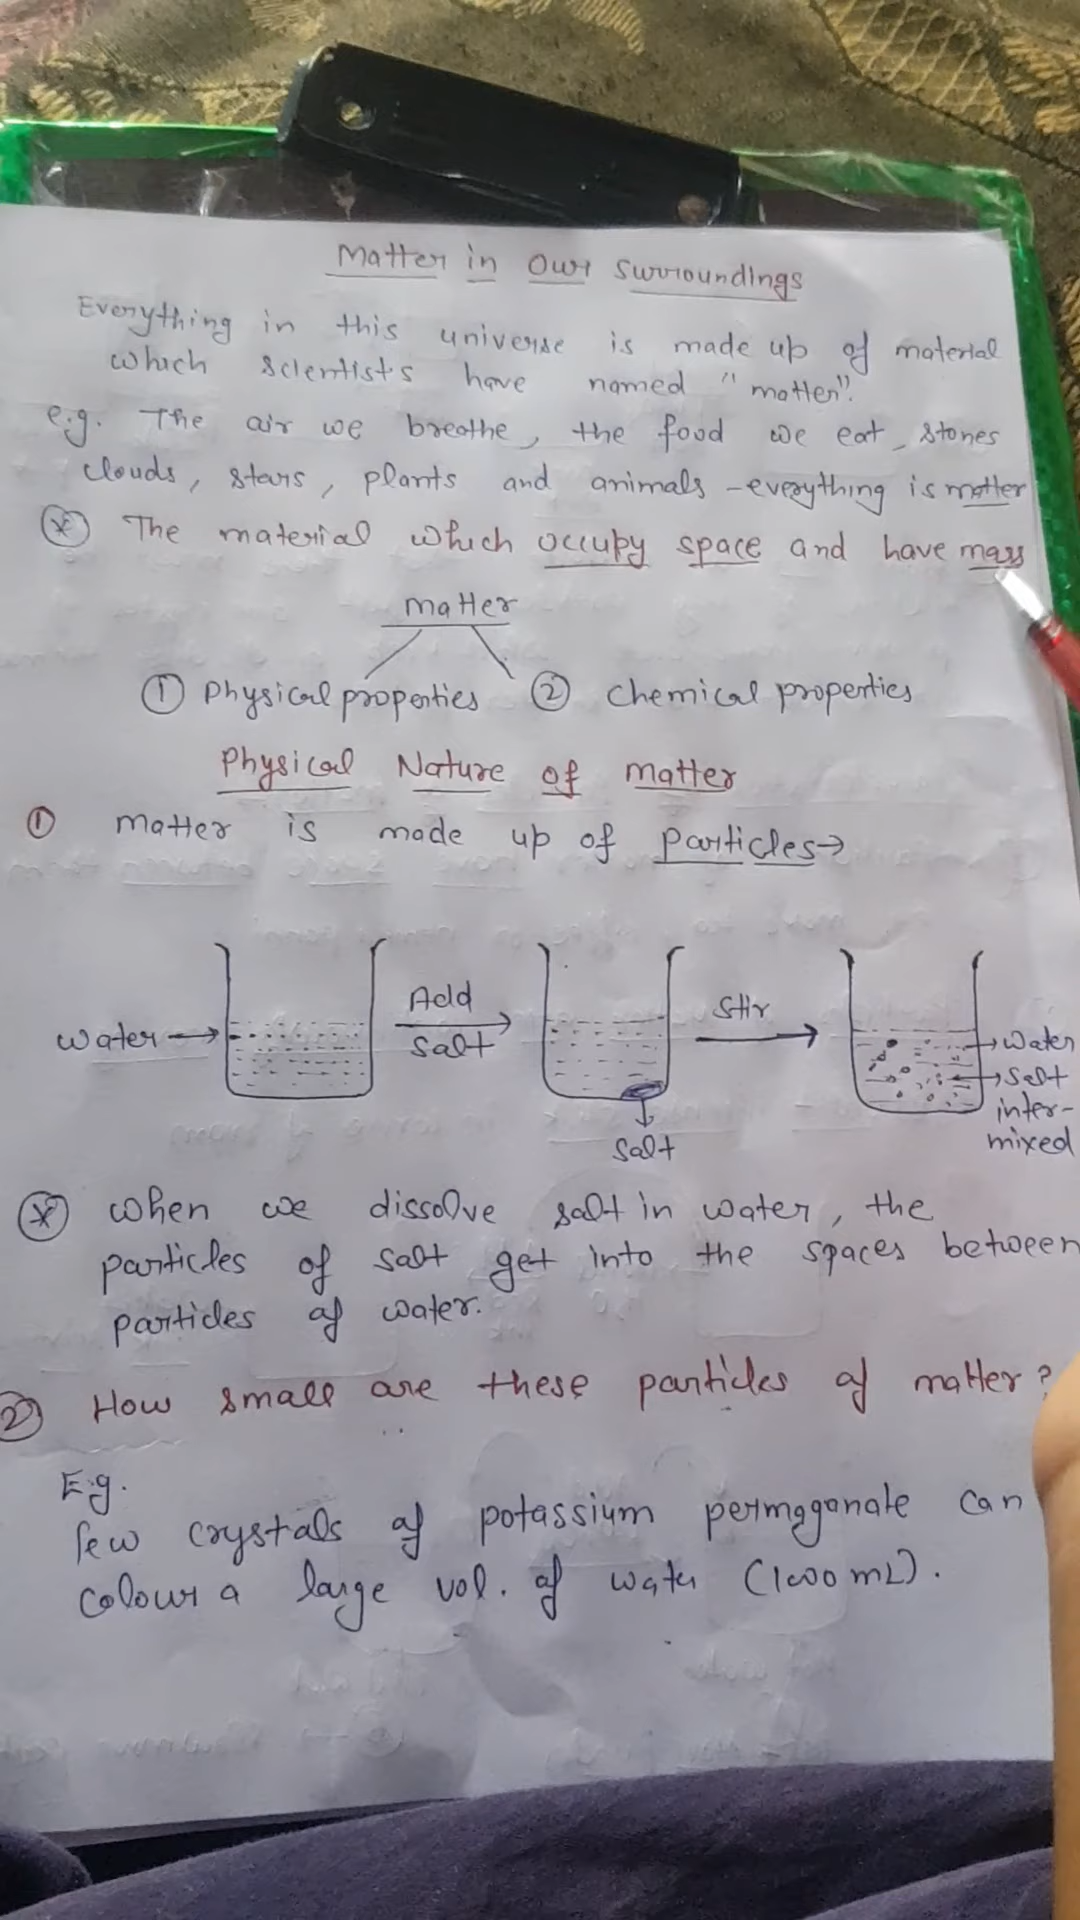 Matter in Our Surroundings
Everything in this universe is made up of material
which scientists have named "matter".
e.g. The air we breathe, the food we eat, stones
clouds, stars, plants and animals - everything is matter
* The material which occupy space and have mass
matter
① Physical properties ② Chemical properties
Physical Nature of matter
① matter is made up of particles→
Water →
Add
Salt
Salt
Stir
→ Water
→ Salt
inter-
mixed
* When we dissolve salt in water, the
particles of salt get into the spaces between
particles of water.
② How small are these particles of matter?
E.g.
few crystals of potassium permaganate can
colour a large vol. of water (1000 mL).